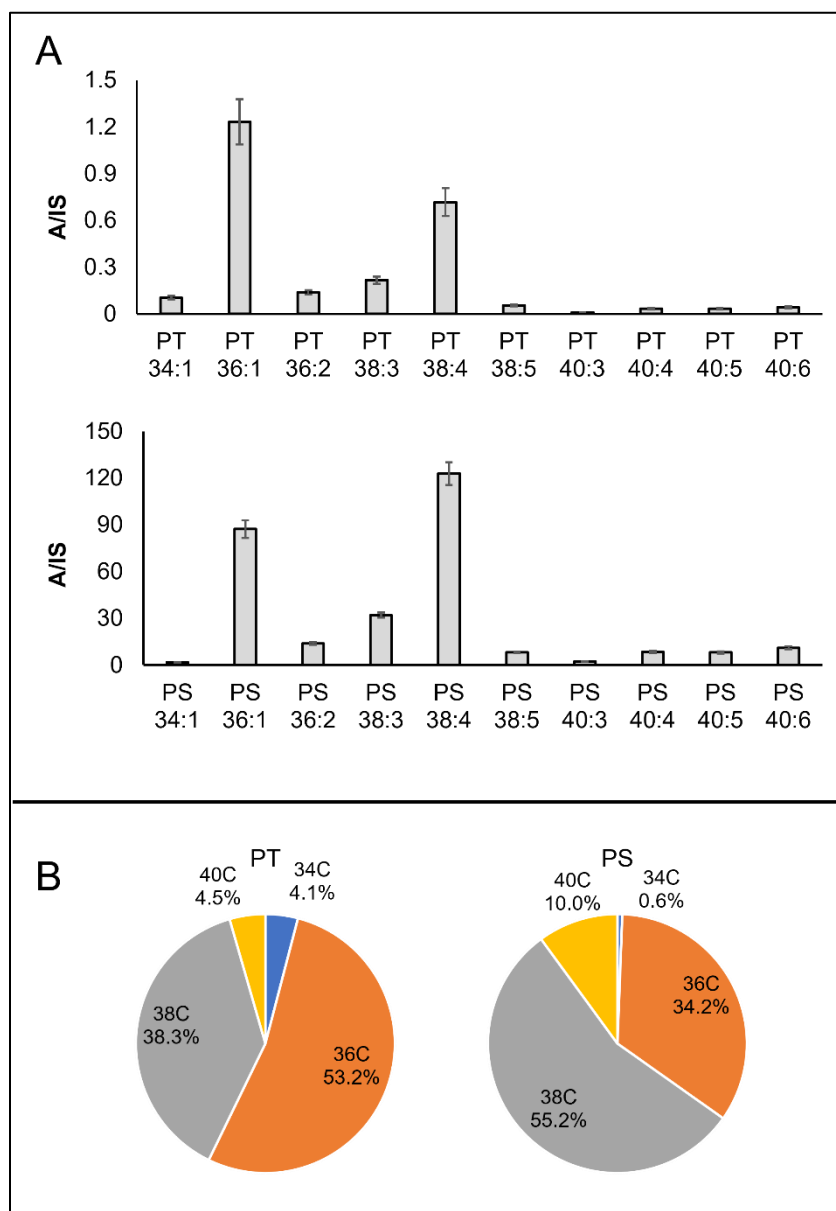 A
1.5
1.2
0.9
0.6
0.3
0
A/IS
PT PT PT PT PT PT PT PT PT PT
34:1 36:1 36:2 38:3 38:4 38:5 40:3 40:4 40:5 40:6
150
120
90
60
30
0
A/IS
PS PS PS PS PS PS PS PS PS PS
34:1 36:1 36:2 38:3 38:4 38:5 40:3 40:4 40:5 40:6
B
PT
40C
4.5%
34C
4.1%
38C
38.3%
36C
53.2%
PS
40C
10.0%
34C
0.6%
36C
34.2%
38C
55.2%